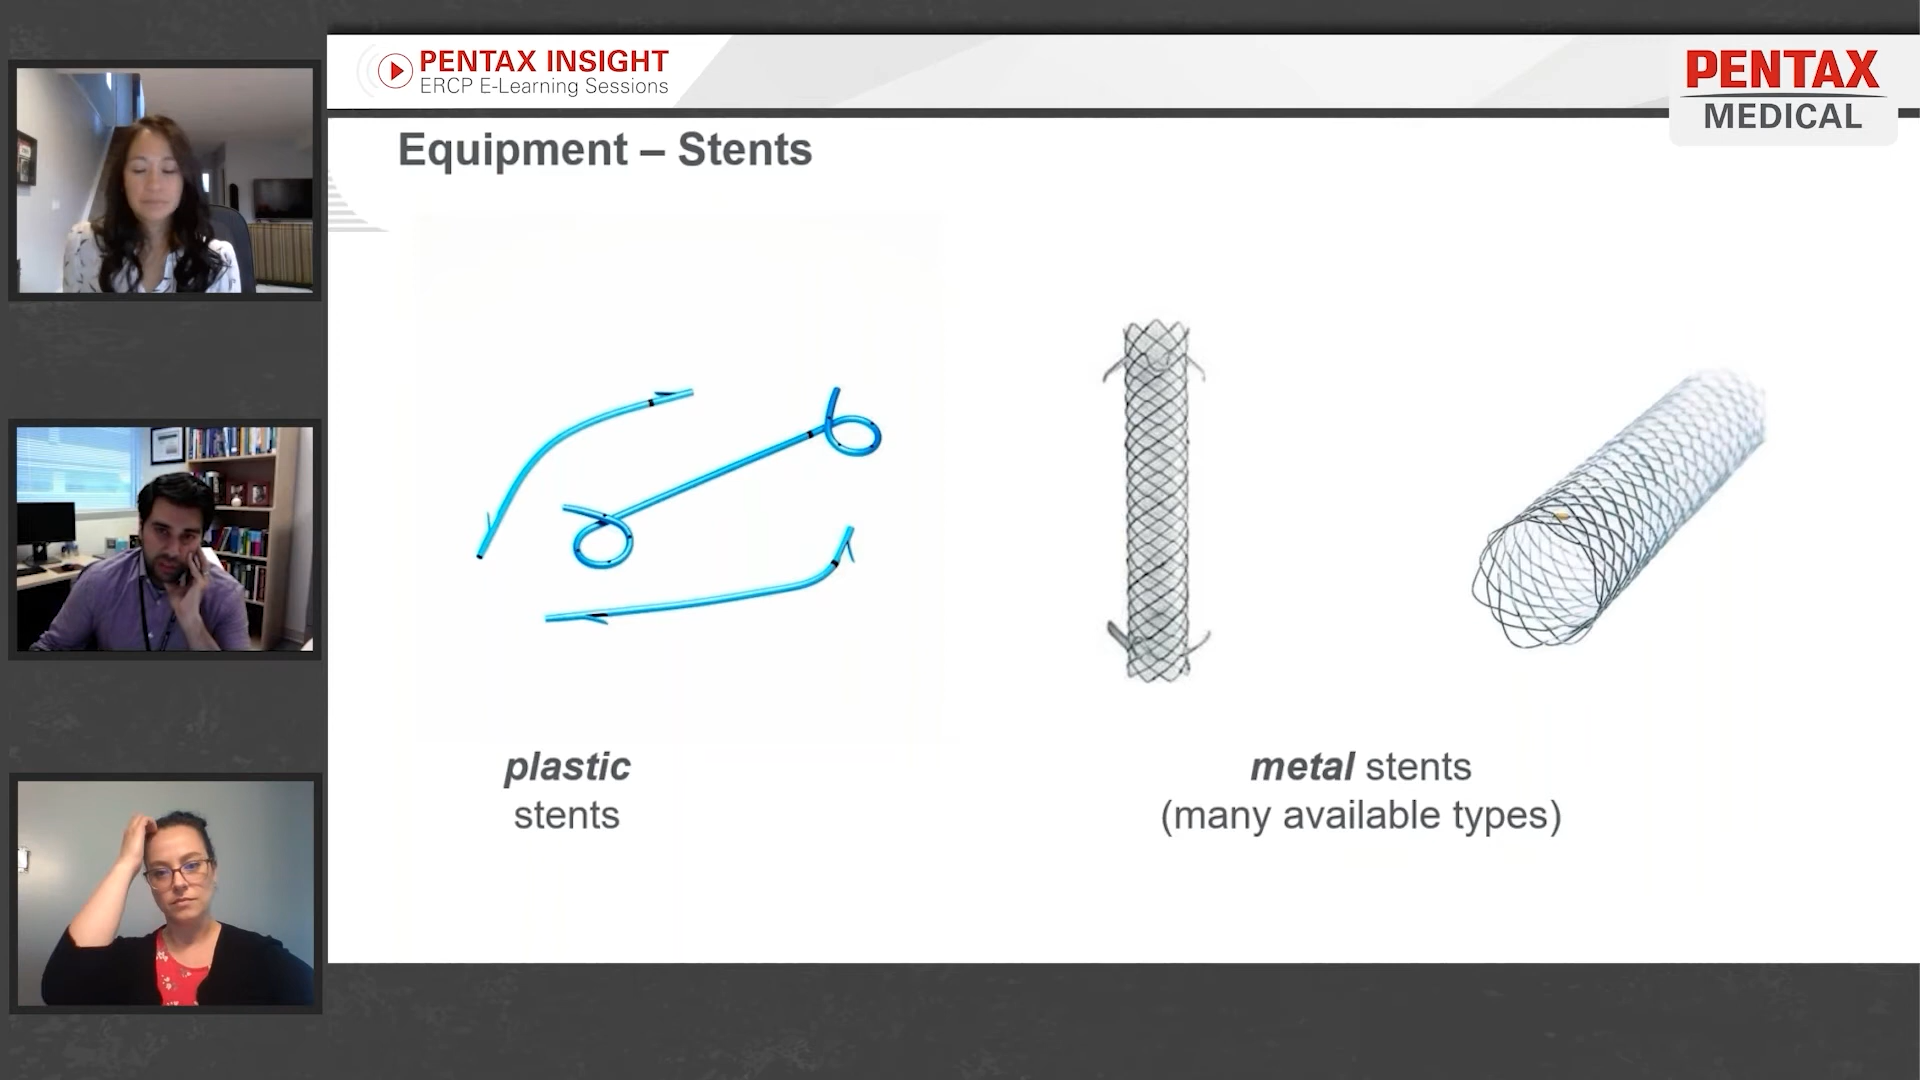 PENTAX INSIGHT
ERCP E-Learning Sessions
PENTAX
MEDICAL
Equipment – Stents
plastic
stents
metal stents
(many available types)